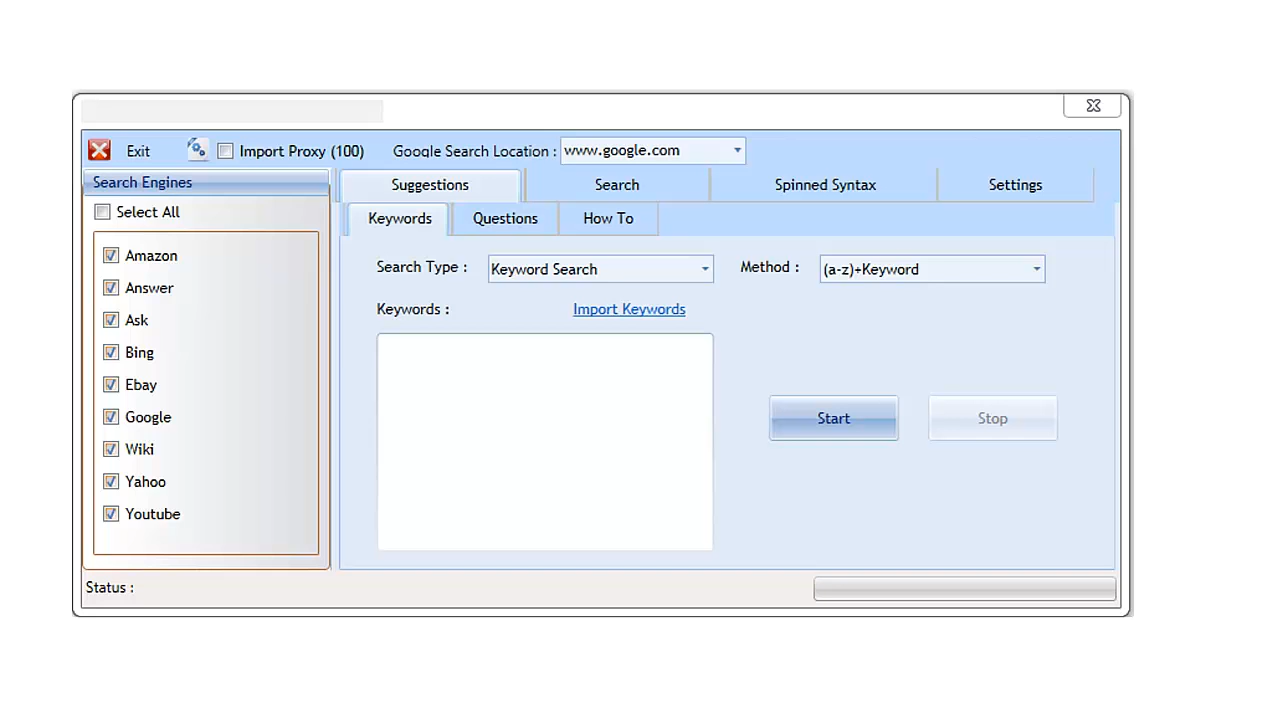 Exit Import Proxy (100) Google Search Location : www.google.com
Search Engines
Select All
Amazon
Answer
Ask
Bing
Ebay
Google
Wiki
Yahoo
Youtube
Suggestions Search Spinned Syntax Settings
Keywords Questions How To
Search Type : Keyword Search Method : (a-z)+Keyword
Keywords : Import Keywords
Start Stop
Status :